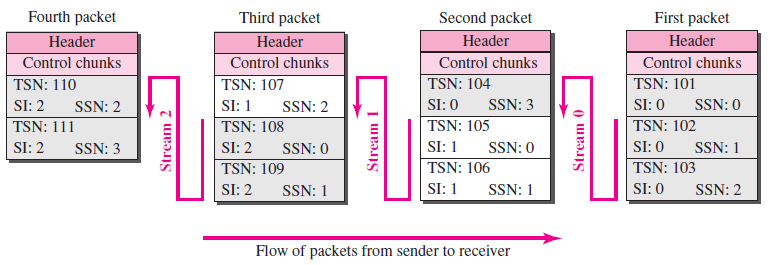 Fourth packet Third packet Second packet First packet
Header Header Header Header
Control chunks Control chunks Control chunks Control chunks
TSN: 110 TSN: 107 TSN: 104 TSN: 101
SI: 2 SSN: 2 SI: 1 SSN: 2 SI: 0 SSN: 3 SI: 0 SSN: 0
TSN: 111 TSN: 108 TSN: 105 TSN: 102
SI: 2 SSN: 3 SI: 2 SSN: 0 SI: 1 SSN: 0 SI: 0 SSN: 1
TSN: 109 TSN: 106 TSN: 103
SI: 2 SSN: 1 SI: 1 SSN: 1 SI: 0 SSN: 2
Stream 2
Stream 1
Stream 0
Flow of packets from sender to receiver